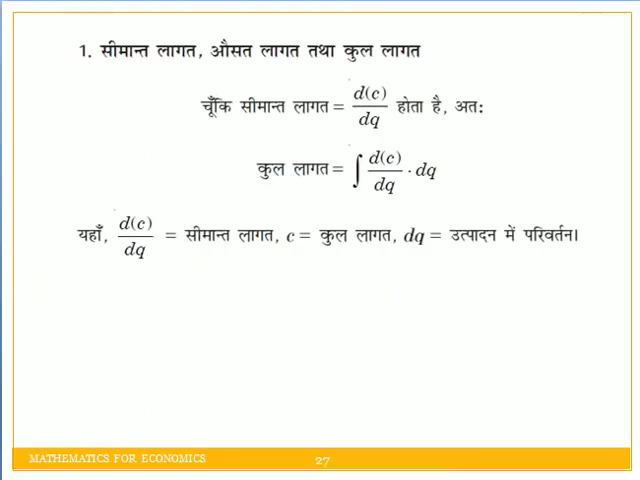 1. सीमान्त लागत, औसत लागत तथा कुल लागत
चूँकि सीमान्त लागत = d(c)/dq होता है, अतः
कुल लागत = ∫ d(c)/dq · dq
यहाँ, d(c)/dq = सीमान्त लागत, c = कुल लागत, dq = उत्पादन में परिवर्तन।
MATHEMATICS FOR ECONOMICS 27